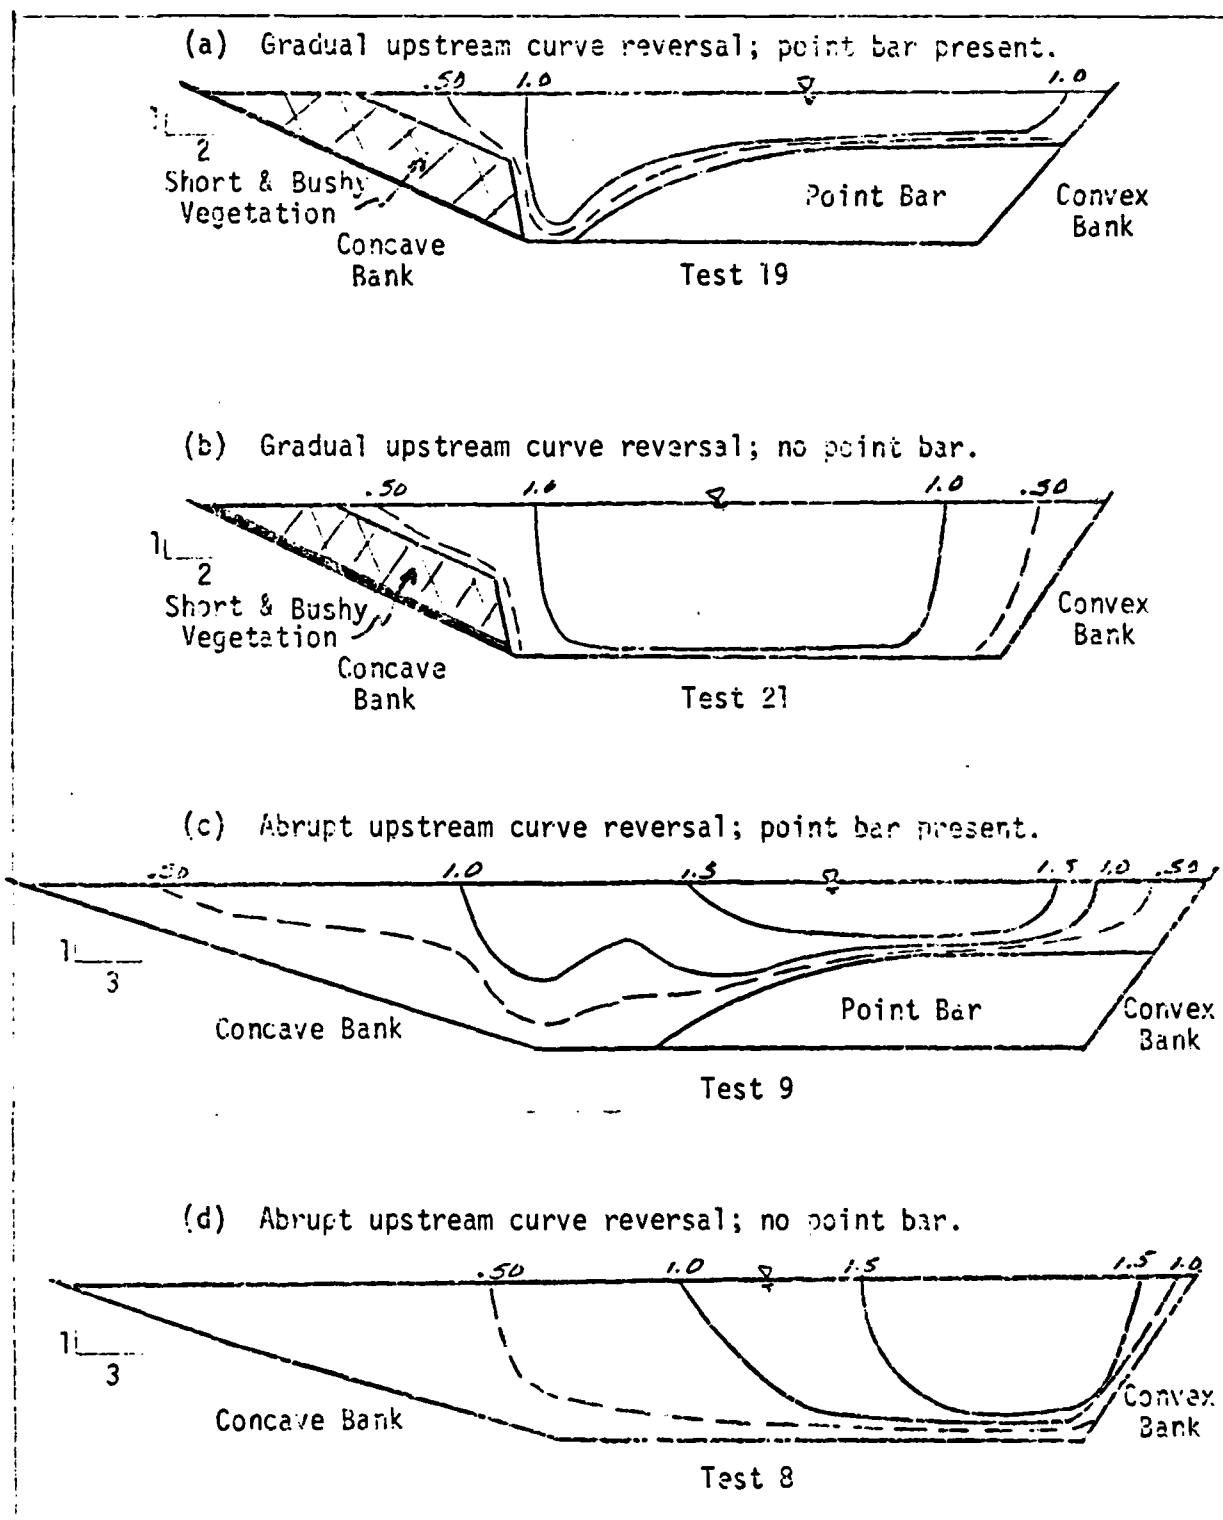 (a) Gradual upstream curve reversal; point bar present.
.50 1.0 1.0
1
2
Short & Bushy
Vegetation
Point Bar
Convex
Bank
Concave
Bank
Test 19
(b) Gradual upstream curve reversal; no point bar.
.50 1.0 1.0 .50
1
2
Short & Bushy
Vegetation
Convex
Bank
Concave
Bank
Test 21
(c) Abrupt upstream curve reversal; point bar present.
.50 1.0 1.5 1.5 1.0 .50
1
3
Concave Bank
Point Bar
Convex
Bank
Test 9
(d) Abrupt upstream curve reversal; no point bar.
.50 1.0 1.5 1.5 1.0
1
3
Concave Bank
Convex
Bank
Test 8